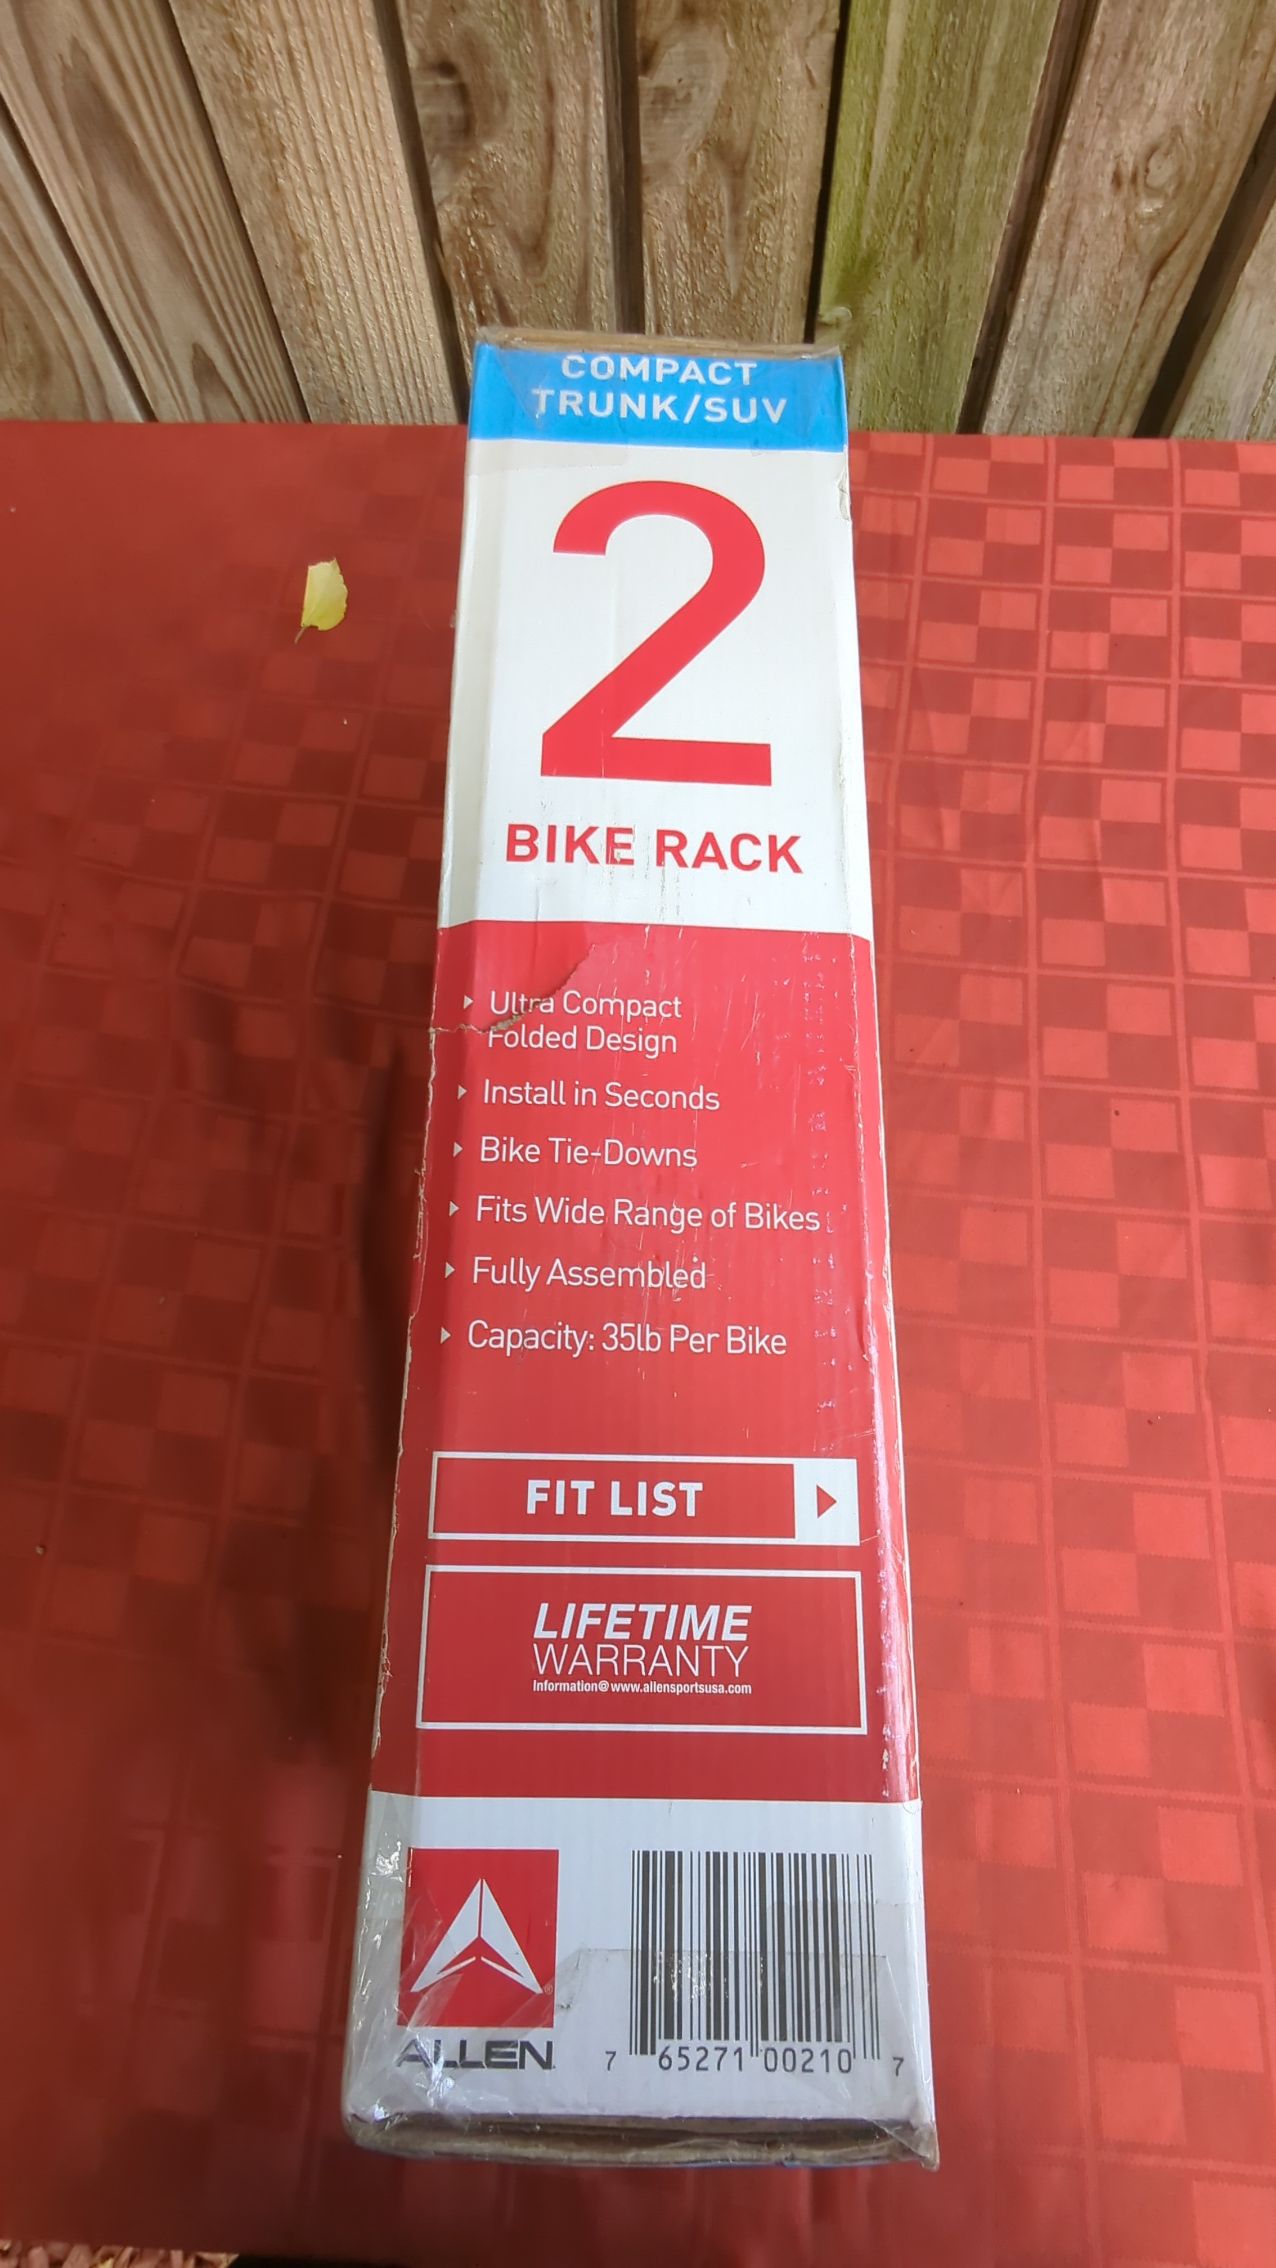 COMPACT
TRUNK/SUV
2
BIKE RACK
Ultra Compact
Folded Design
Install in Seconds
Bike Tie-Downs
Fits Wide Range of Bikes
Fully Assembled
Capacity: 35lb Per Bike
FIT LIST
LIFETIME
WARRANTY
Information@www.allensportsusa.com
ALLEN
7 65271 00210 7